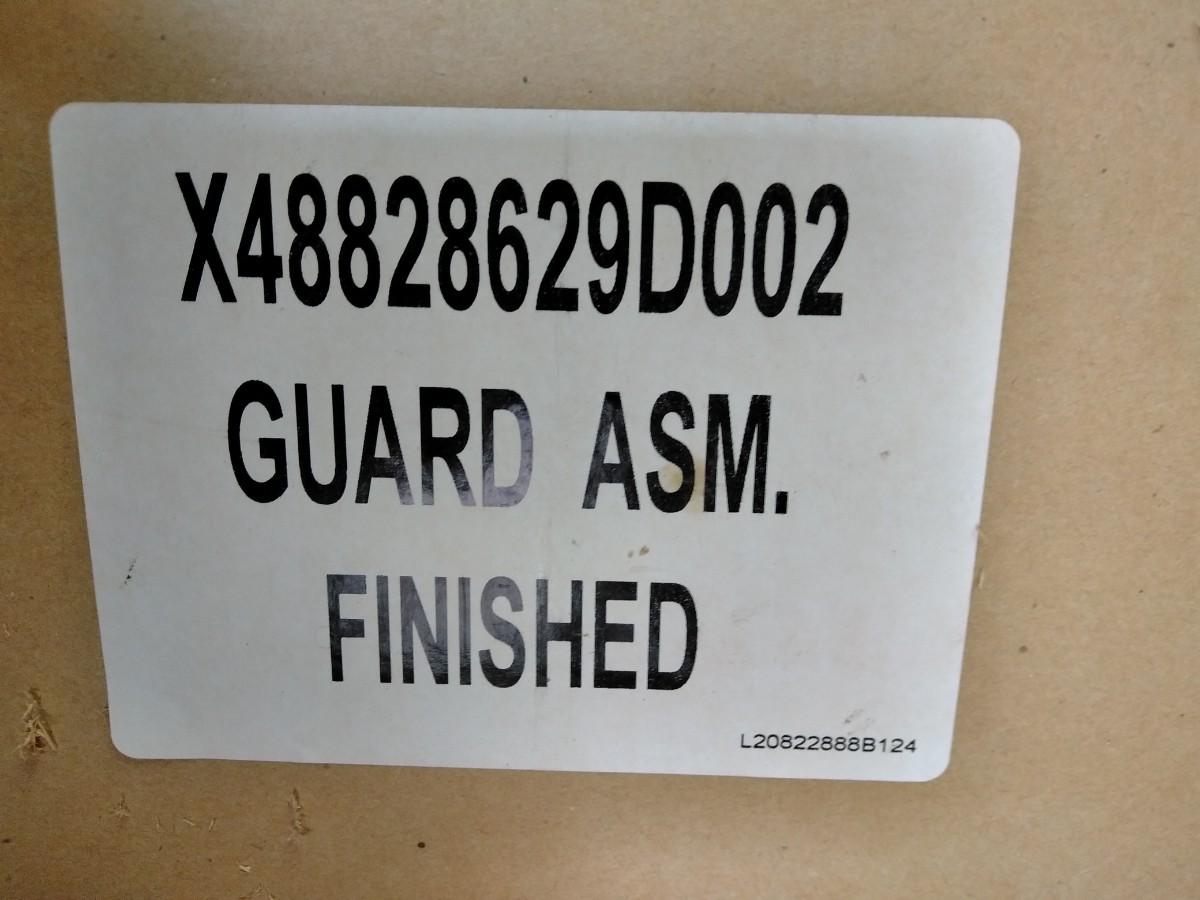 X48828629D002
GUARD ASM.
FINISHED
L20822888B124